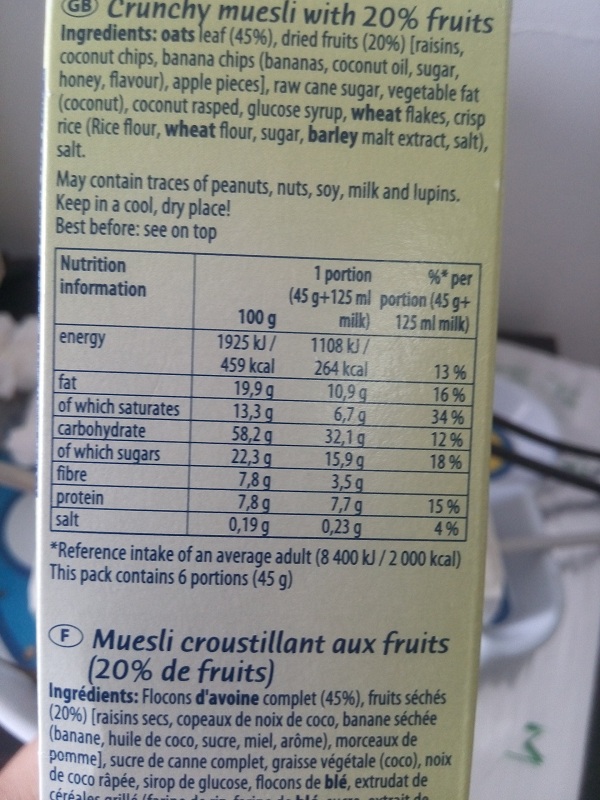 GB Crunchy muesli with 20% fruits
Ingredients: oats leaf (45%), dried fruits (20%) [raisins,
coconut chips, banana chips (bananas, coconut oil, sugar,
honey, flavour), apple pieces], raw cane sugar, vegetable fat
(coconut), coconut rasped, glucose syrup, wheat flakes, crisp
rice (Rice flour, wheat flour, sugar, barley malt extract, salt),
salt.
May contain traces of peanuts, nuts, soy, milk and lupins.
Keep in a cool, dry place!
Best before: see on top
Nutrition 1 portion %* per
information (45 g+125 ml portion (45 g+
100 g milk) 125 ml milk)
energy 1925 kJ / 1108 kJ /
459 kcal 264 kcal 13 %
fat 19,9 g 10,9 g 16 %
of which saturates 13,3 g 6,7 g 34 %
carbohydrate 58,2 g 32,1 g 12 %
of which sugars 22,3 g 15,9 g 18 %
fibre 7,8 g 3,5 g
protein 7,8 g 7,7 g 15 %
salt 0,19 g 0,23 g 4 %
*Reference intake of an average adult (8 400 kJ / 2 000 kcal)
This pack contains 6 portions (45 g)
F Muesli croustillant aux fruits
(20% de fruits)
Ingrédients: Flocons d'avoine complet (45%), fruits séchés
(20%) [raisins secs, copeaux de noix de coco, banane séchée
(banane, huile de coco, sucre, miel, arôme), morceaux de
pomme], sucre de canne complet, graisse végétale (coco), noix
de coco râpée, sirop de glucose, flocons de blé, extrudat de
céréales grillé